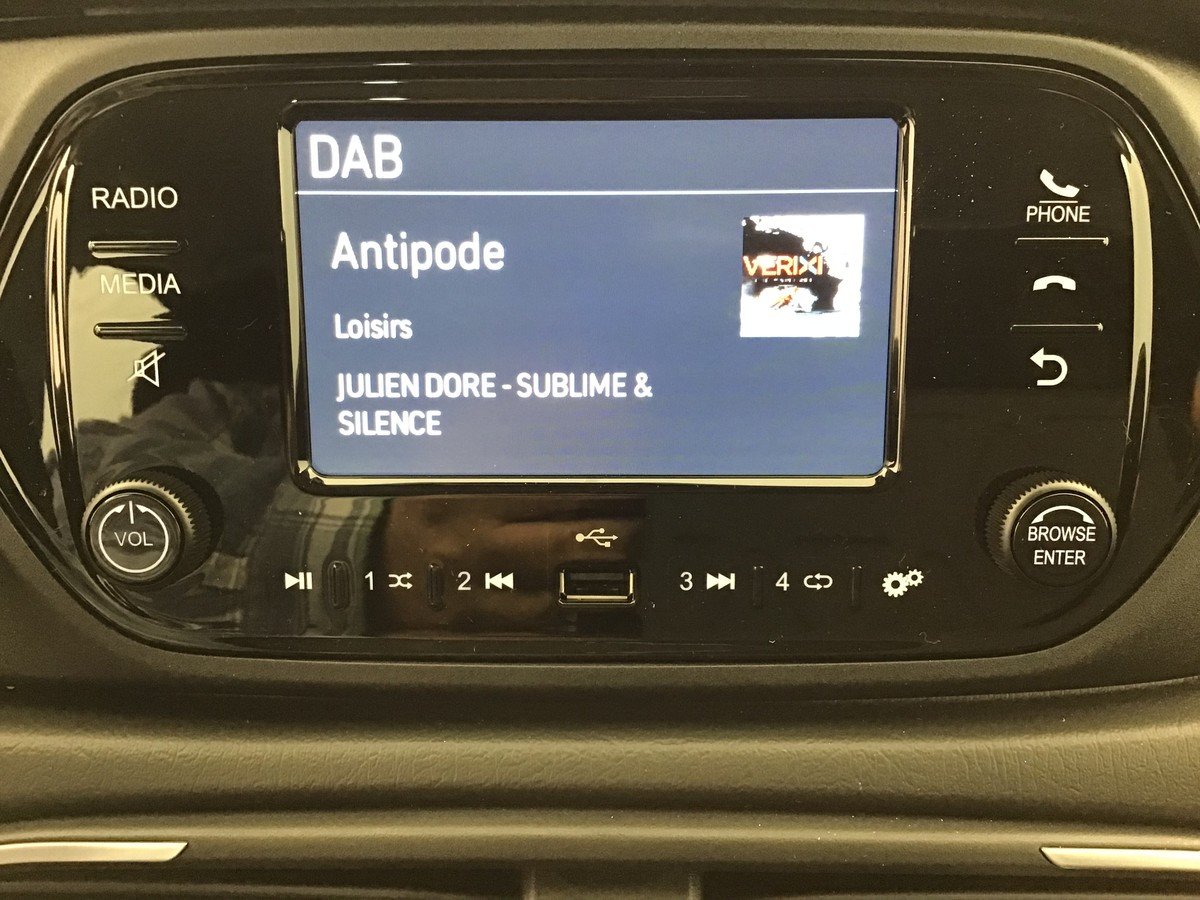 DAB
RADIO
MEDIA
Antipode
Loisirs
JULIEN DORE - SUBLIME &
SILENCE
VERIXI
PHONE
VOL
BROWSE
ENTER
1
2
3
4